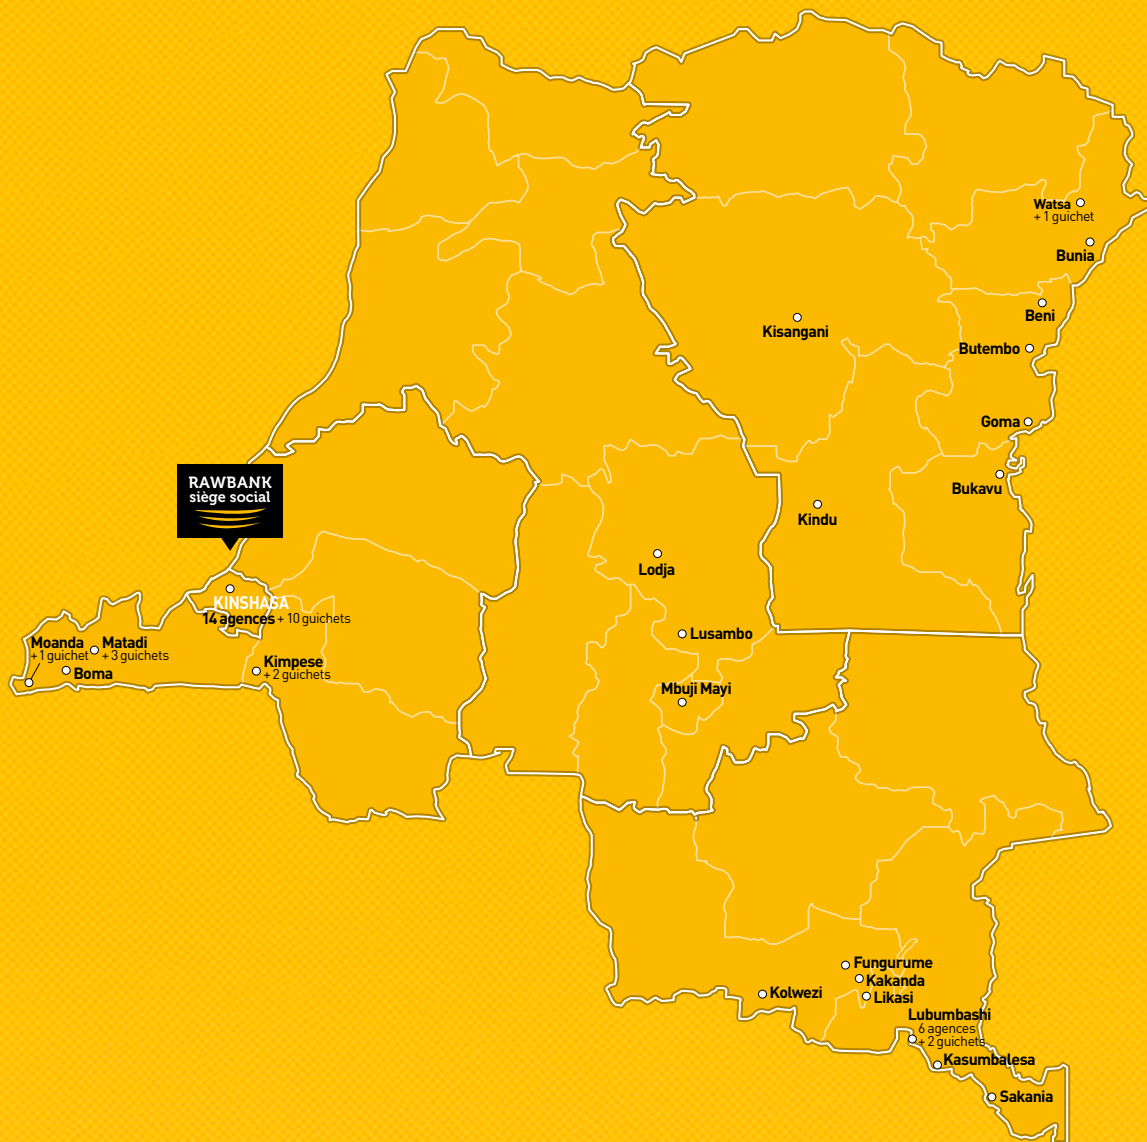 Watsa
+ 1 guichet
Bunia
Beni
Kisangani
Butembo
Goma
RAWBANK
siège social
Bukavu
Kindu
Lodja
KINSHASA
14 agences + 10 guichets
Lusambo
Moanda
+ 1 guichet
Matadi
+ 3 guichets
Boma
Kimpese
+ 2 guichets
Mbuji Mayi
Fungurume
Kakanda
Kolwezi
Likasi
Lubumbashi
6 agences
+ 2 guichets
Kasumbalesa
Sakania